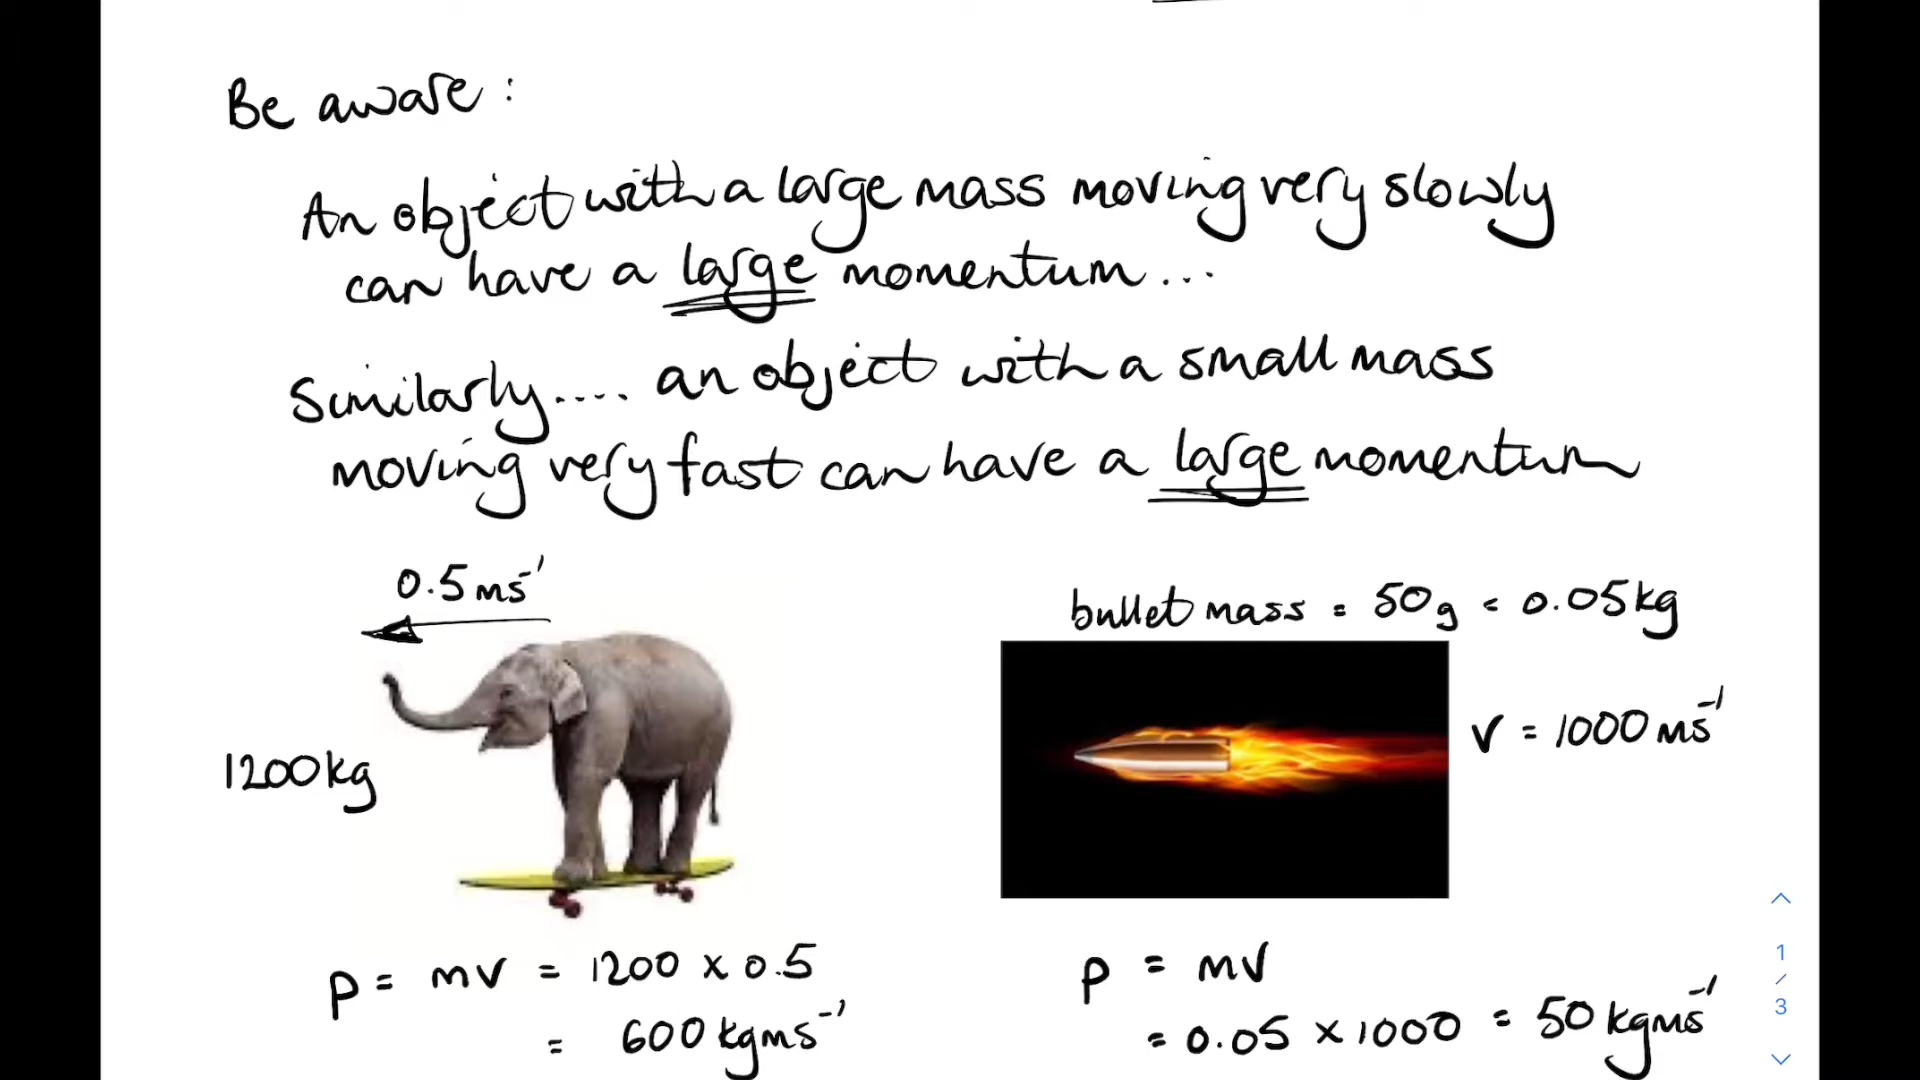 Be aware:
An object with a large mass moving very slowly
can have a large momentum...
Similarly.... an object with a small mass
moving very fast can have a large momentum
0.5 ms⁻¹
bullet mass = 50g = 0.05kg
1200kg
v = 1000 ms⁻¹
p = mv = 1200 x 0.5
= 600 kgms⁻¹
p = mv
= 0.05 x 1000 = 50 kgms⁻¹
1
/
3